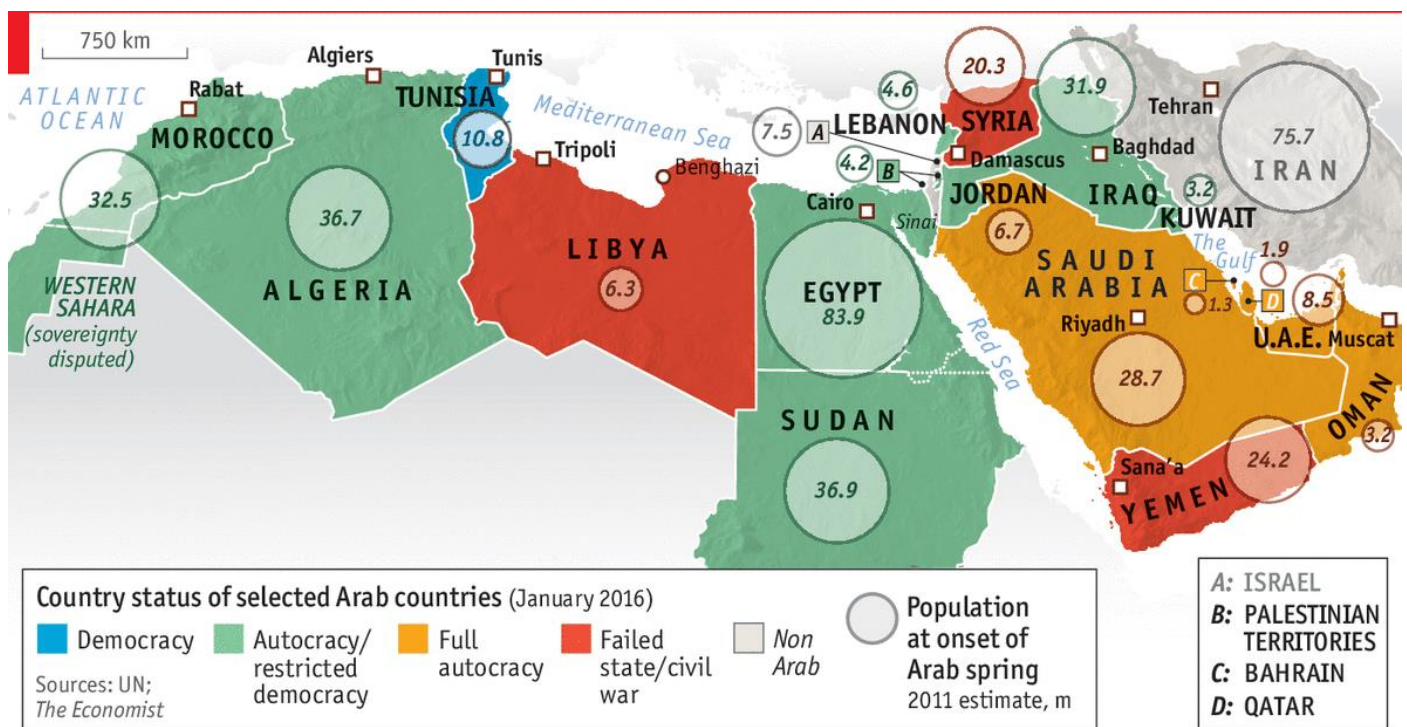 750 km
ATLANTIC
OCEAN
Rabat
MOROCCO
32.5
WESTERN
SAHARA
(sovereignty
disputed)
Algiers
36.7
ALGERIA
Tunis
TUNISIA
10.8
Mediterranean Sea
Tripoli
Benghazi
LIBYA
6.3
Cairo
Sinai
EGYPT
83.9
SUDAN
36.9
Red Sea
4.6
LEBANON
7.5
A
4.2
B
20.3
SYRIA
Damascus
JORDAN
6.7
31.9
Baghdad
IRAQ
3.2
KUWAIT
Tehran
75.7
IRAN
The
Gulf
SAUDI
ARABIA
Riyadh
28.7
C
1.3
1.9
D
8.5
U.A.E.
Muscat
OMAN
3.2
Sana'a
YEMEN
24.2
Country status of selected Arab countries (January 2016)
Democracy
Autocracy/
restricted
democracy
Full
autocracy
Failed
state/civil
war
Non
Arab
Population
at onset of
Arab spring
2011 estimate, m
Sources: UN;
The Economist
A: ISRAEL
B: PALESTINIAN
TERRITORIES
C: BAHRAIN
D: QATAR